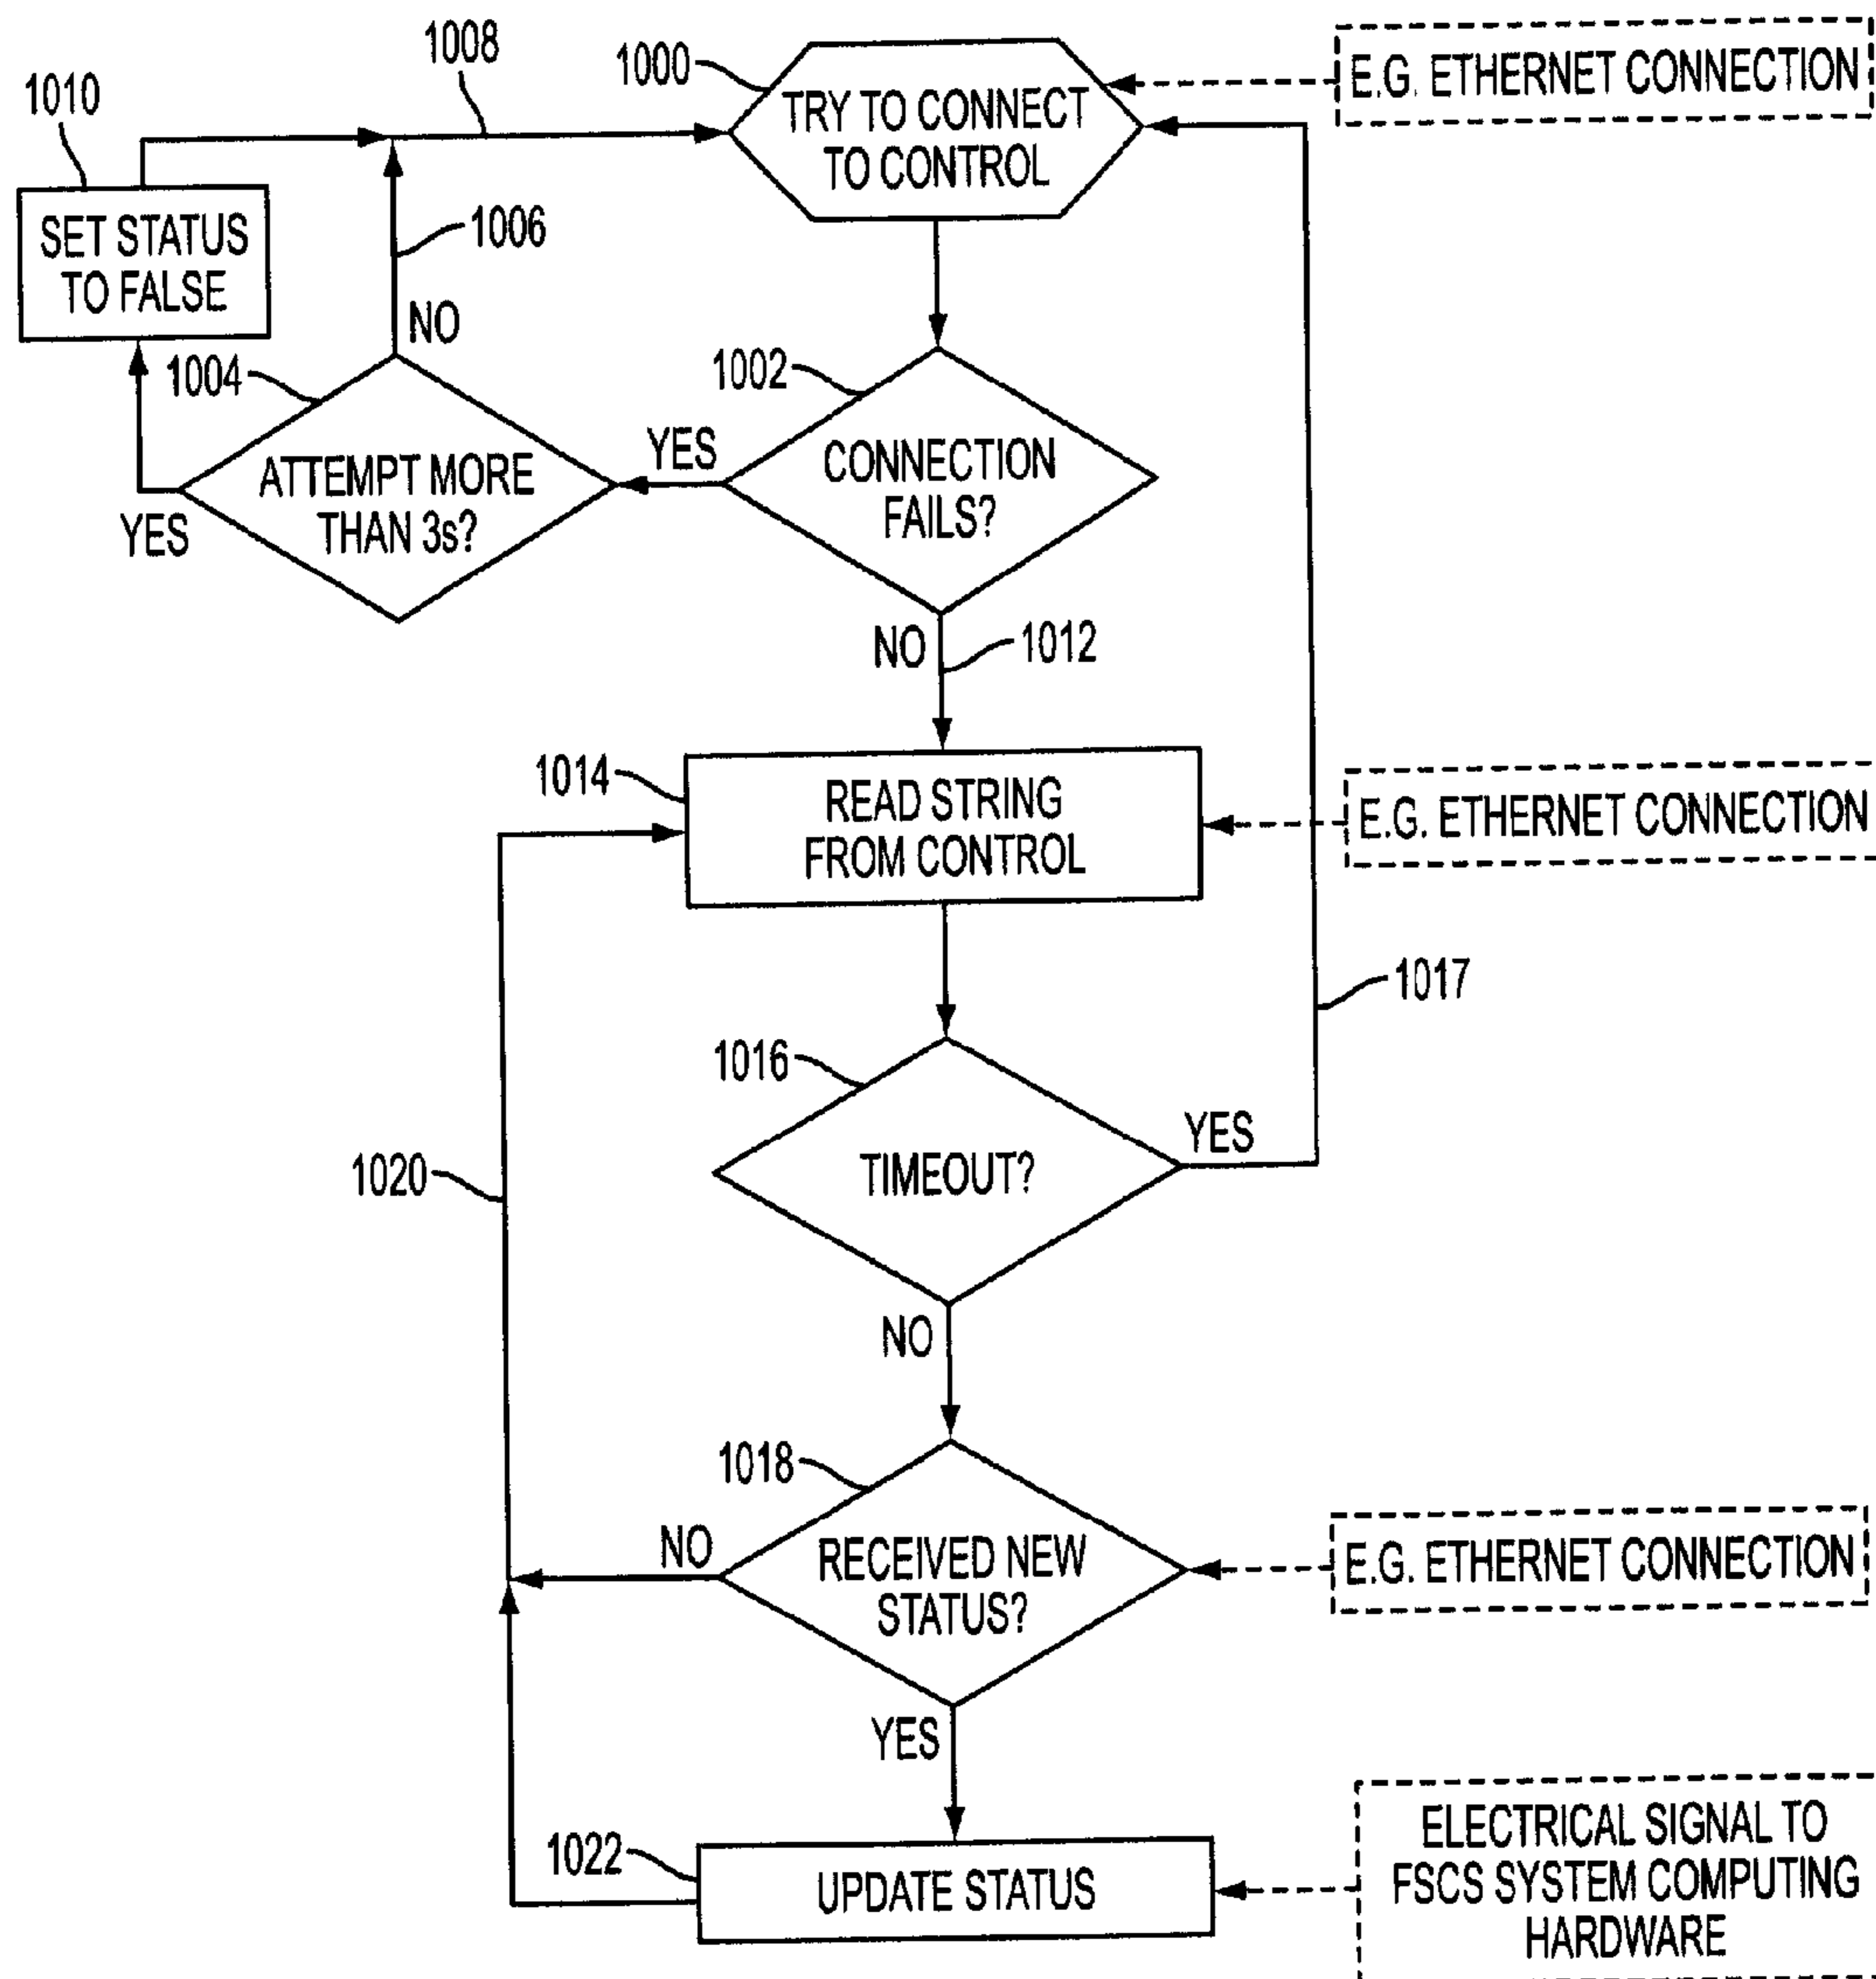 1008
1000
E.G. ETHERNET CONNECTION
1010
TRY TO CONNECT
TO CONTROL
SET STATUS
TO FALSE
1006
NO
1004
1002
YES
CONNECTION
FAILS?
ATTEMPT MORE
THAN 3s?
YES
NO
1012
1014
READ STRING
FROM CONTROL
E.G. ETHERNET CONNECTION
1017
1016
YES
TIMEOUT?
1020
NO
1018
NO
RECEIVED NEW
STATUS?
E.G. ETHERNET CONNECTION
YES
1022
UPDATE STATUS
ELECTRICAL SIGNAL TO
FSCS SYSTEM COMPUTING
HARDWARE